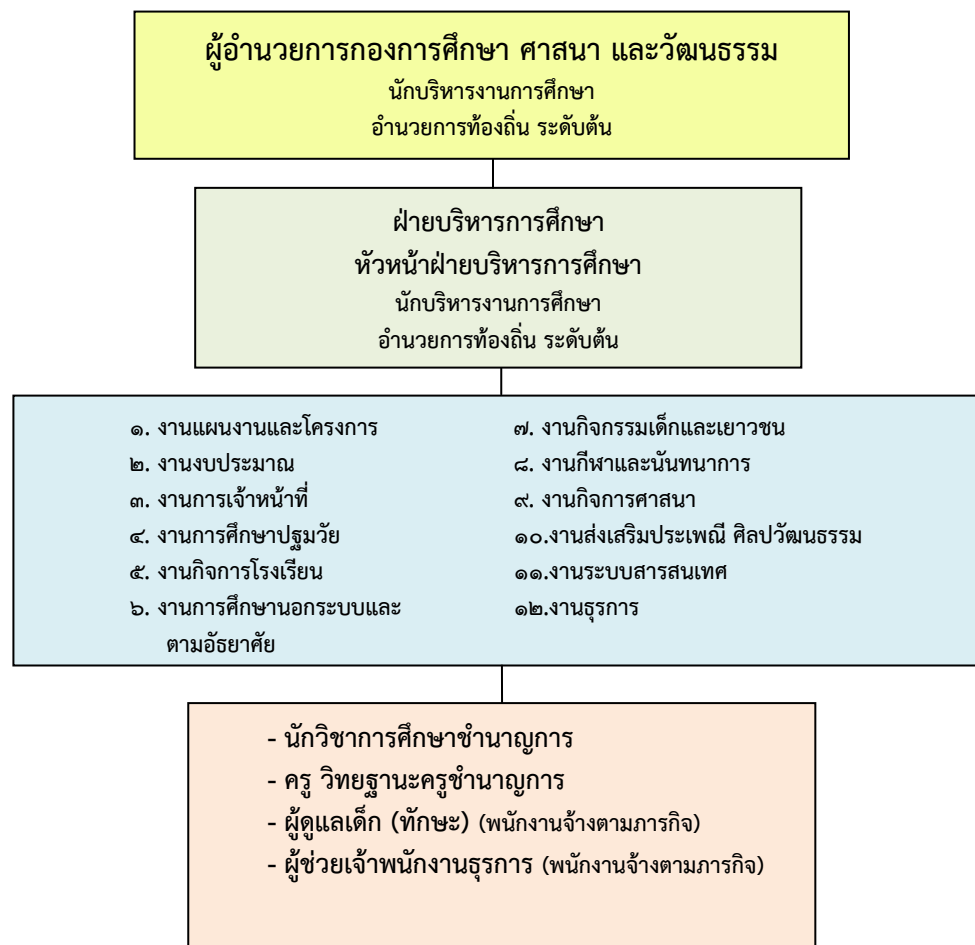 ผู้อำนวยการกองการศึกษา ศาสนา และวัฒนธรรม
นักบริหารงานการศึกษา
อำนวยการท้องถิ่น ระดับต้น
ฝ่ายบริหารการศึกษา
หัวหน้าฝ่ายบริหารการศึกษา
นักบริหารงานการศึกษา
อำนวยการท้องถิ่น ระดับต้น
๑. งานแผนงานและโครงการ
๒. งานงบประมาณ
๓. งานการเจ้าหน้าที่
๔. งานการศึกษาปฐมวัย
๕. งานกิจการโรงเรียน
๖. งานการศึกษานอกระบบและ
ตามอัธยาศัย
๗. งานกิจกรรมเด็กและเยาวชน
๘. งานกีฬาและนันทนาการ
๙. งานกิจการศาสนา
๑๐.งานส่งเสริมประเพณี ศิลปวัฒนธรรม
๑๑.งานระบบสารสนเทศ
๑๒.งานธุรการ
- นักวิชาการศึกษาชำนาญการ
- ครู วิทยฐานะครูชำนาญการ
- ผู้ดูแลเด็ก (ทักษะ) (พนักงานจ้างตามภารกิจ)
- ผู้ช่วยเจ้าพนักงานธุรการ (พนักงานจ้างตามภารกิจ)